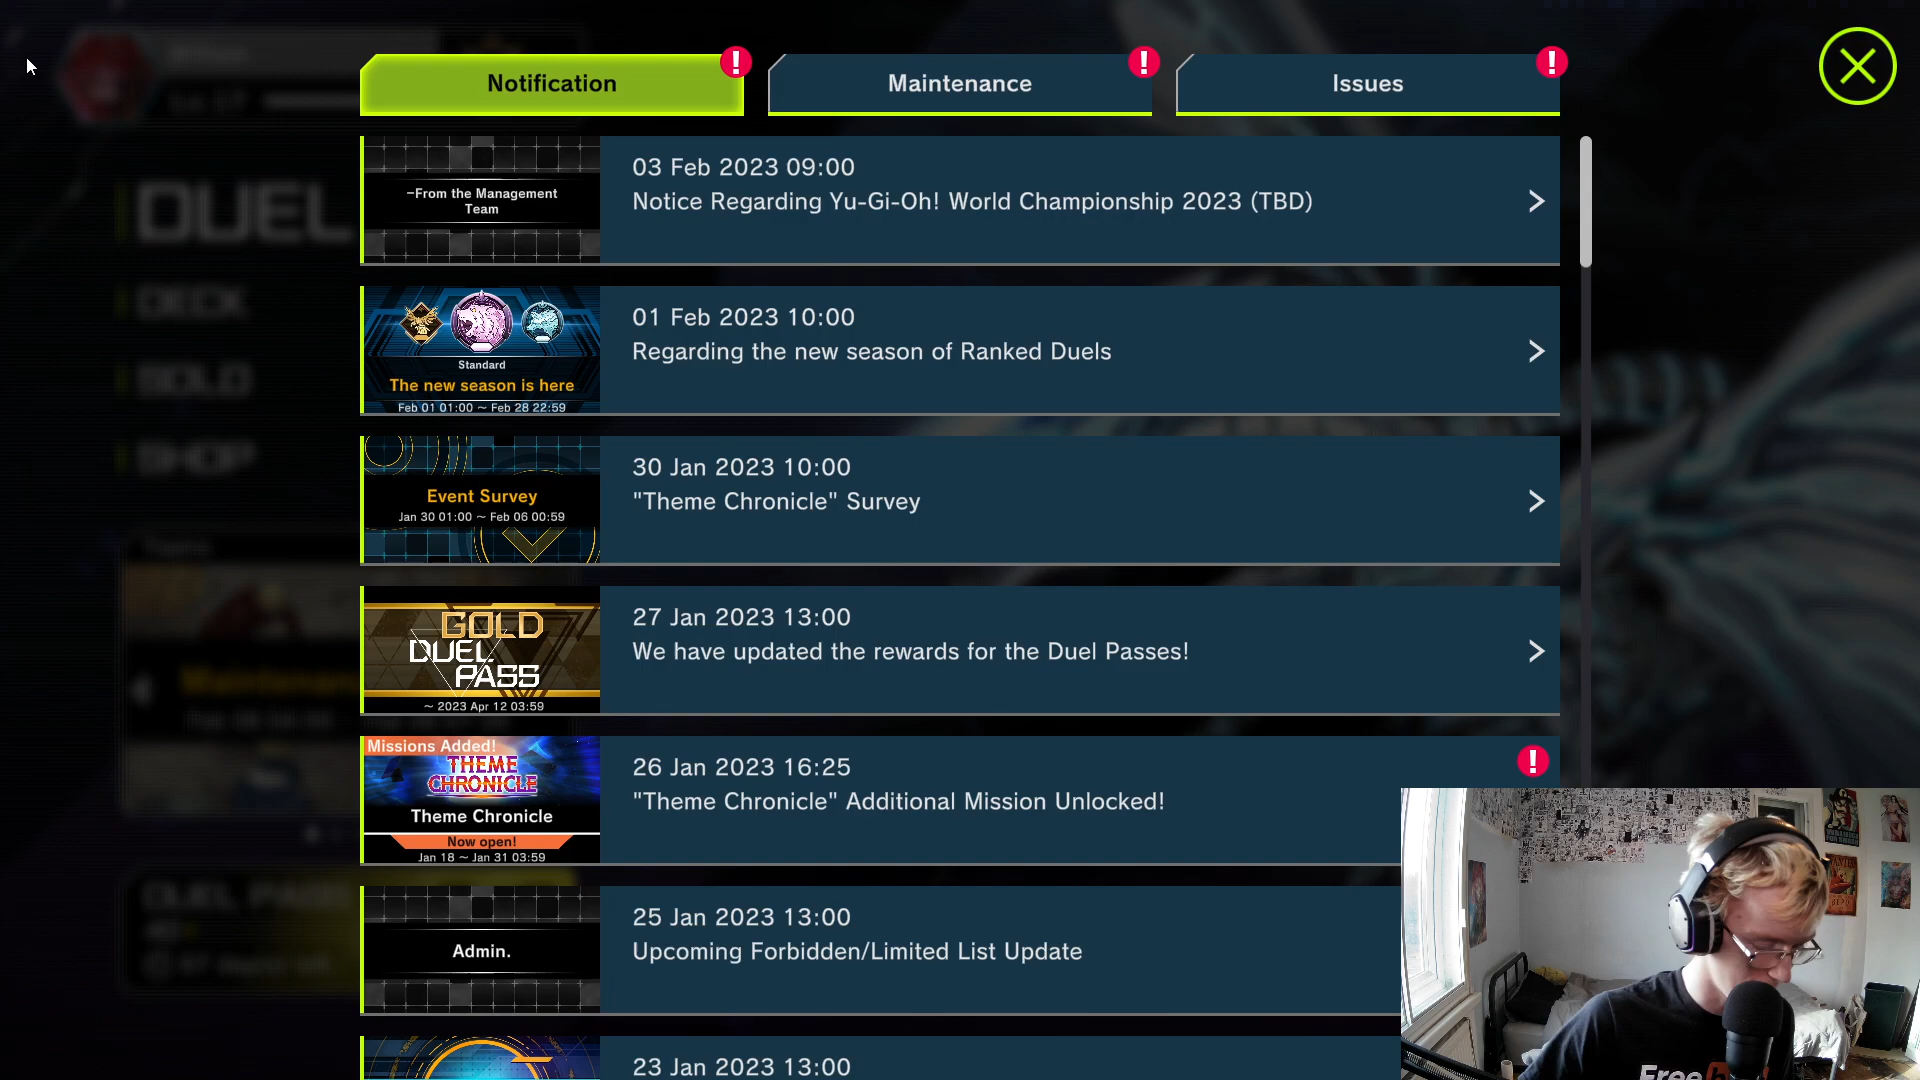 Notification
Maintenance
Issues
DUEL
DECK
SOLO
SHOP
-From the Management
Team
03 Feb 2023 09:00
Notice Regarding Yu-Gi-Oh! World Championship 2023 (TBD)
Standard
The new season is here
Feb 01 01:00 ~ Feb 28 22:59
01 Feb 2023 10:00
Regarding the new season of Ranked Duels
Event Survey
Jan 30 01:00 ~ Feb 06 00:59
30 Jan 2023 10:00
"Theme Chronicle" Survey
GOLD
DUEL
PASS
~ 2023 Apr 12 03:59
27 Jan 2023 13:00
We have updated the rewards for the Duel Passes!
Missions Added!
THEME
CHRONICLE
Theme Chronicle
Now open!
Jan 18 ~ Jan 31 03:59
26 Jan 2023 16:25
"Theme Chronicle" Additional Mission Unlocked!
Admin.
25 Jan 2023 13:00
Upcoming Forbidden/Limited List Update
23 Jan 2023 13:00
DUEL PASS